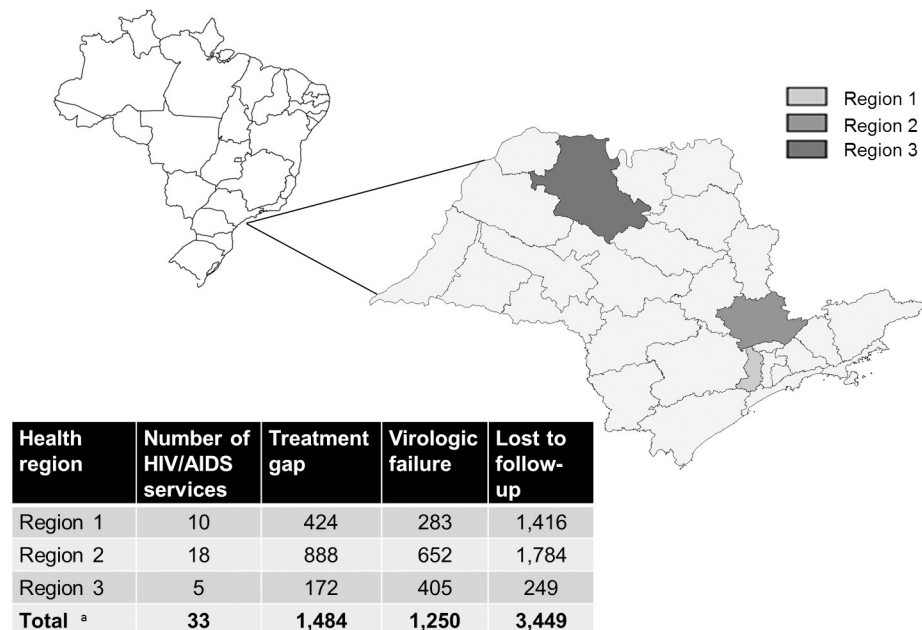 Region 1
Region 2
Region 3
Health region Number of HIV/AIDS services Treatment gap Virologic failure Lost to follow-up
Region 1 10 424 283 1,416
Region 2 18 888 652 1,784
Region 3 5 172 405 249
Total a 33 1,484 1,250 3,449